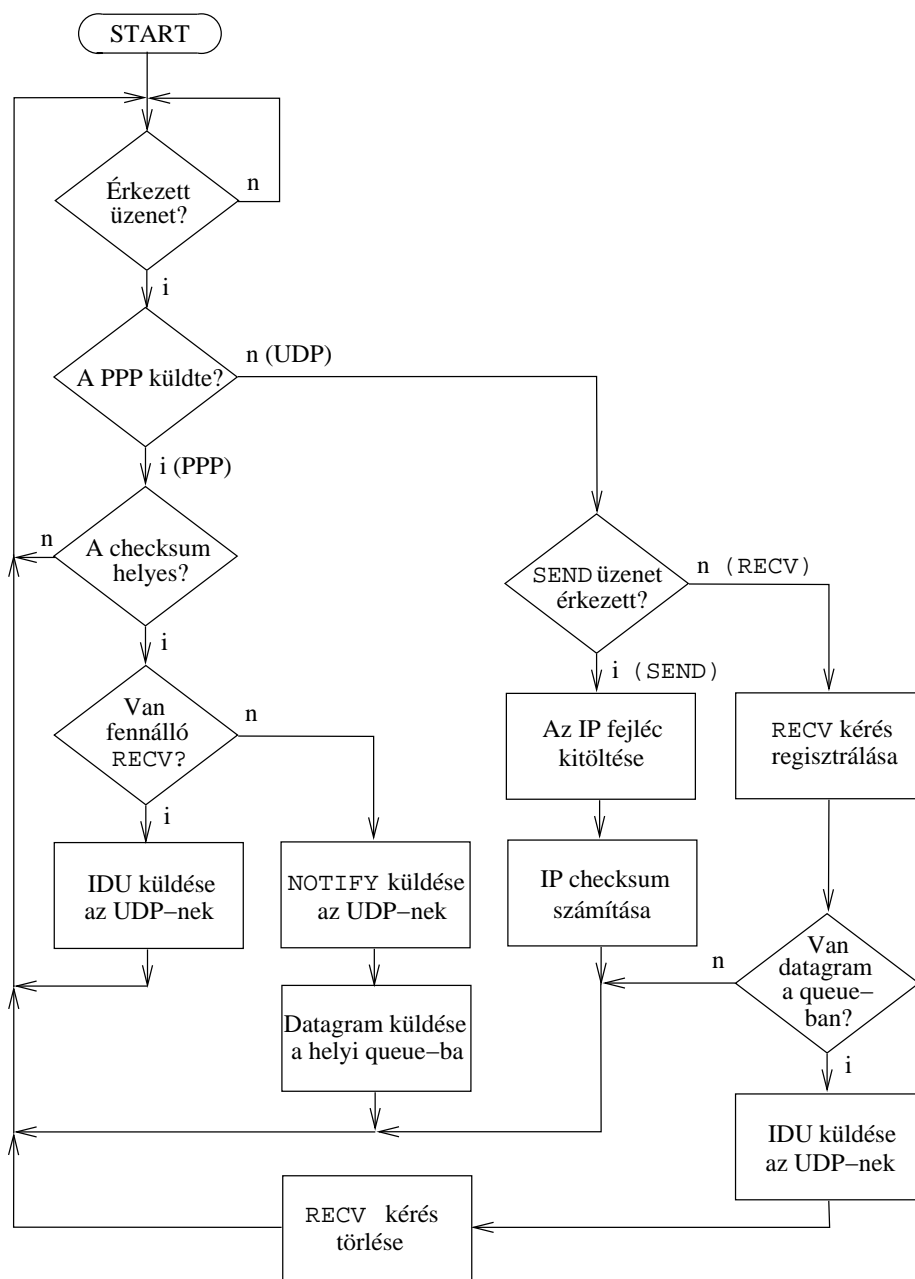 START
Érkezett
üzenet?
n
i
A PPP küldte?
n (UDP)
i (PPP)
A checksum
helyes?
n
i
SEND üzenet
érkezett?
n (RECV)
i (SEND)
Van
fennálló
RECV?
n
i
Az IP fejléc
kitöltése
RECV kérés
regisztrálása
IDU küldése
az UDP−nek
NOTIFY küldése
az UDP−nek
IP checksum
számítása
Van
datagram
a queue−
ban?
n
i
Datagram küldése
a helyi queue−ba
IDU küldése
az UDP−nek
RECV kérés
törlése